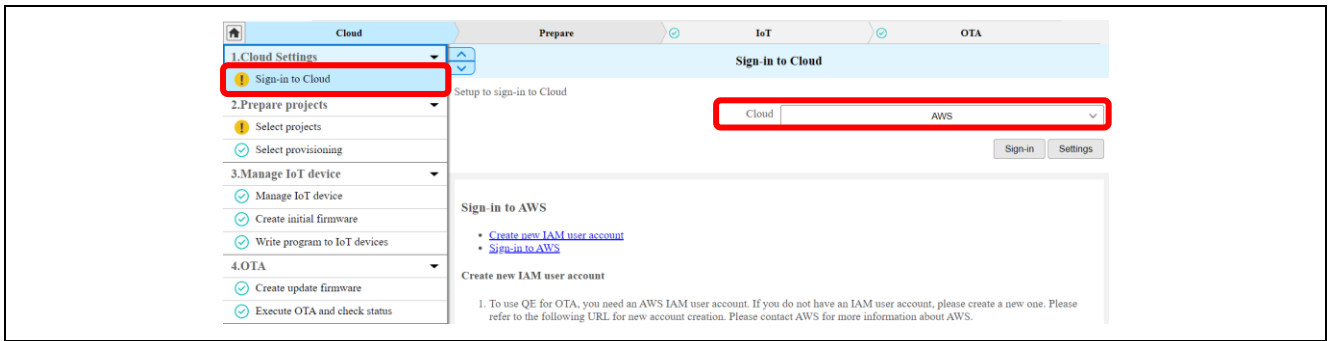 Cloud Prepare IoT OTA
1.Cloud Settings
Sign-in to Cloud
2.Prepare projects
Select projects
Select provisioning
3.Manage IoT device
Manage IoT device
Create initial firmware
Write program to IoT devices
4.OTA
Create update firmware
Execute OTA and check status
Sign-in to Cloud
Setup to sign-in to Cloud
Cloud AWS
Sign-in Settings
Sign-in to AWS
• Create new IAM user account
• Sign-in to AWS
Create new IAM user account
1. To use QE for OTA, you need an AWS IAM user account. If you do not have an IAM user account, please create a new one. Please
refer to the following URL for new account creation. Please contact AWS for more information about AWS.